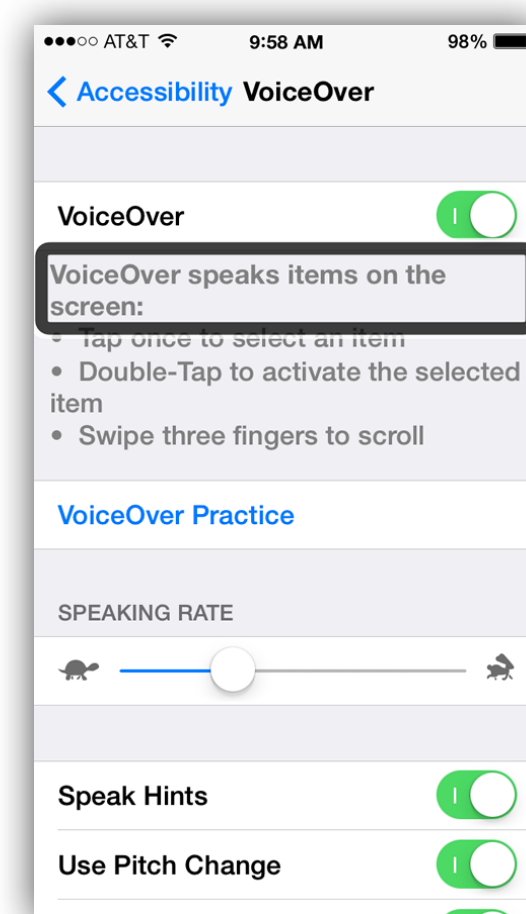 AT&T 9:58 AM 98%
Accessibility VoiceOver
VoiceOver
VoiceOver speaks items on the
screen:
• Tap once to select an item
• Double-Tap to activate the selected
item
• Swipe three fingers to scroll
VoiceOver Practice
SPEAKING RATE
Speak Hints
Use Pitch Change